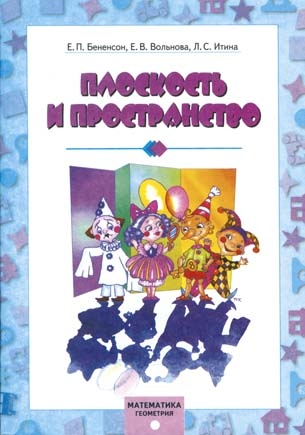 Е. П. Бененсон, Е. В. Вольнова, Л. С. Итина
ПЛОСКОСТЬ
И ПРОСТРАНСТВО
МАТЕМАТИКА
ГЕОМЕТРИЯ